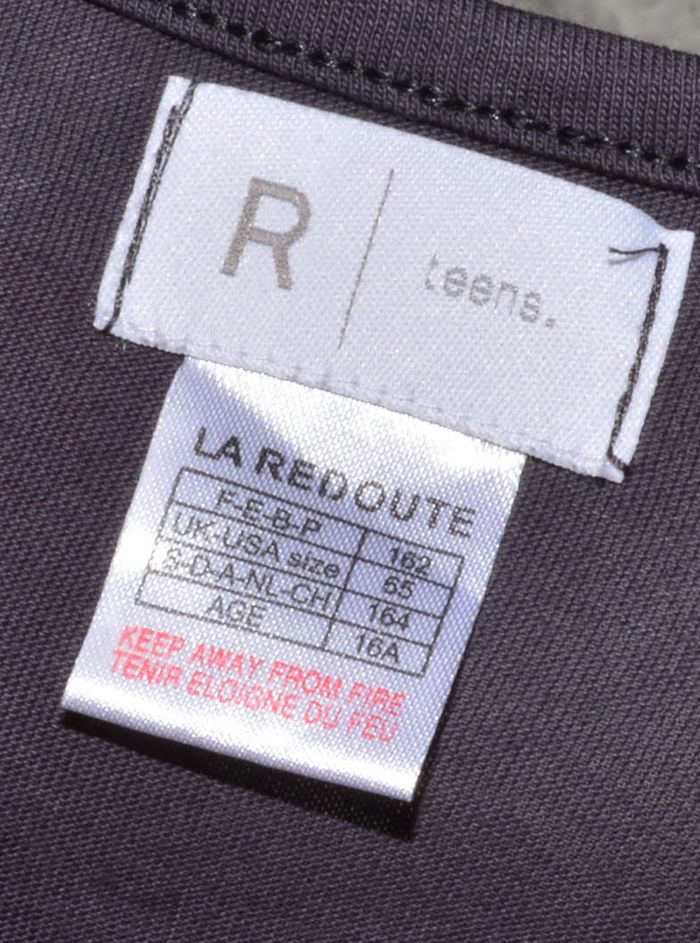 R | teens.
LA REDOUTE
F-E-B-P 162
UK-USA size 65
S-D-A-NL-CH 164
AGE 16A
KEEP AWAY FROM FIRE
TENIR ELOIGNE DU FEU